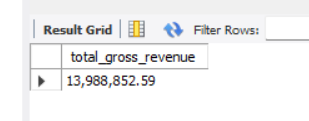 Result Grid Filter Rows:
total_gross_revenue
13,988,852.59